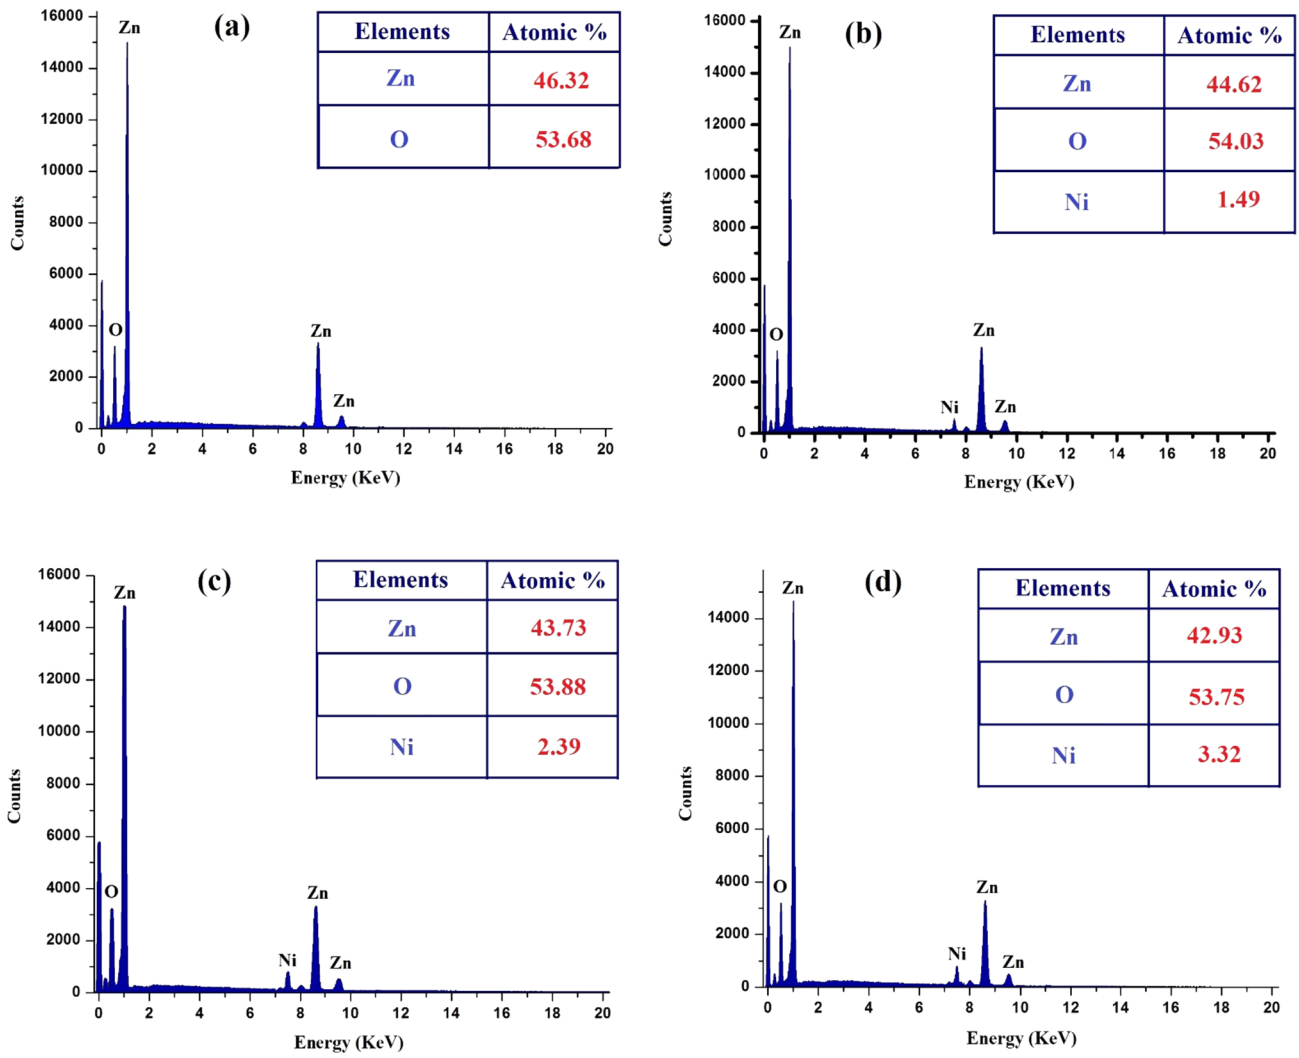 (a)
Elements Atomic %
Zn 46.32
O 53.68
16000
14000
12000
10000
8000
6000
4000
2000
0
Counts
Zn
O
Zn
Zn
0 2 4 6 8 10 12 14 16 18 20
Energy (KeV)
(b)
Elements Atomic %
Zn 44.62
O 54.03
Ni 1.49
16000
14000
12000
10000
8000
6000
4000
2000
0
Counts
Zn
O
Ni
Zn
Zn
0 2 4 6 8 10 12 14 16 18 20
Energy (KeV)
(c)
Elements Atomic %
Zn 43.73
O 53.88
Ni 2.39
16000
14000
12000
10000
8000
6000
4000
2000
0
Counts
Zn
O
Ni
Zn
Zn
0 2 4 6 8 10 12 14 16 18 20
Energy (KeV)
(d)
Elements Atomic %
Zn 42.93
O 53.75
Ni 3.32
14000
12000
10000
8000
6000
4000
2000
0
Counts
Zn
O
Ni
Zn
Zn
0 2 4 6 8 10 12 14 16 18 20
Energy (KeV)